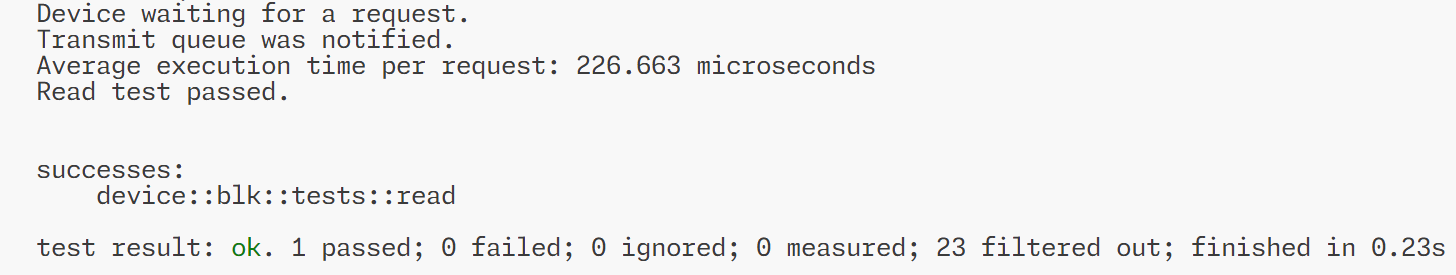 Device waiting for a request.
Transmit queue was notified.
Average execution time per request: 226.663 microseconds
Read test passed.
successes:
    device::blk::tests::read
test result: ok. 1 passed; 0 failed; 0 ignored; 0 measured; 23 filtered out; finished in 0.23s